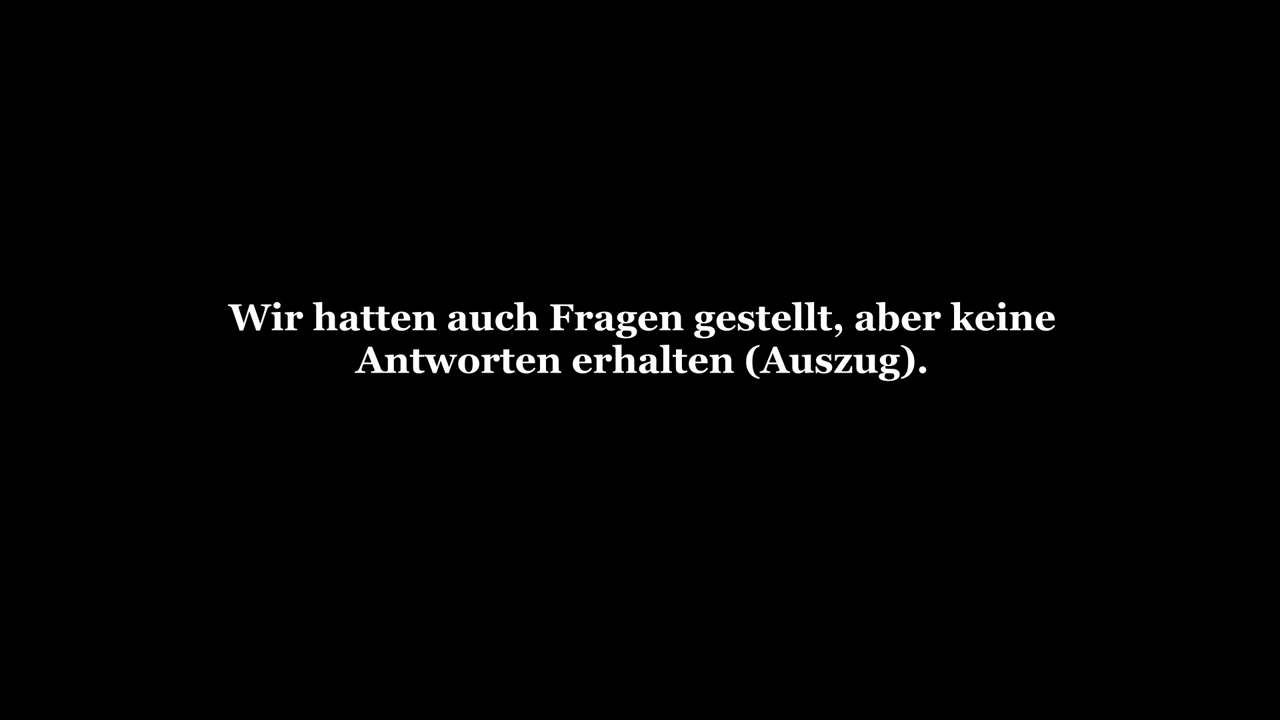 Wir hatten auch Fragen gestellt, aber keine
Antworten erhalten (Auszug).